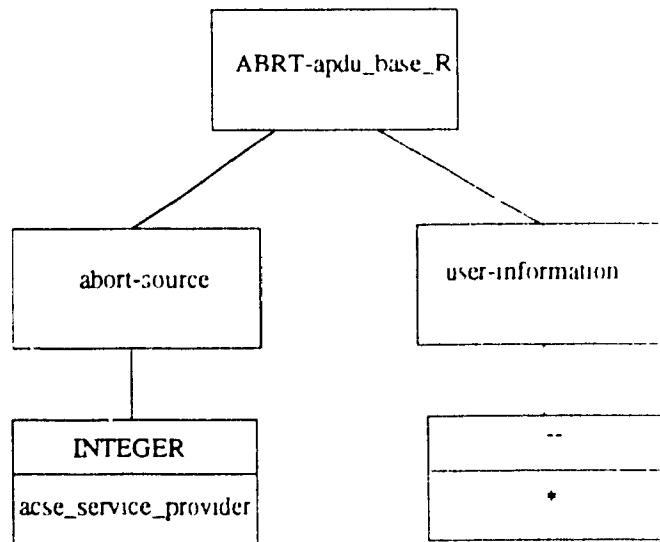 ABRT-apdu_base_R
abort-source
user-information
INTEGER
acse_service_provider
--
*